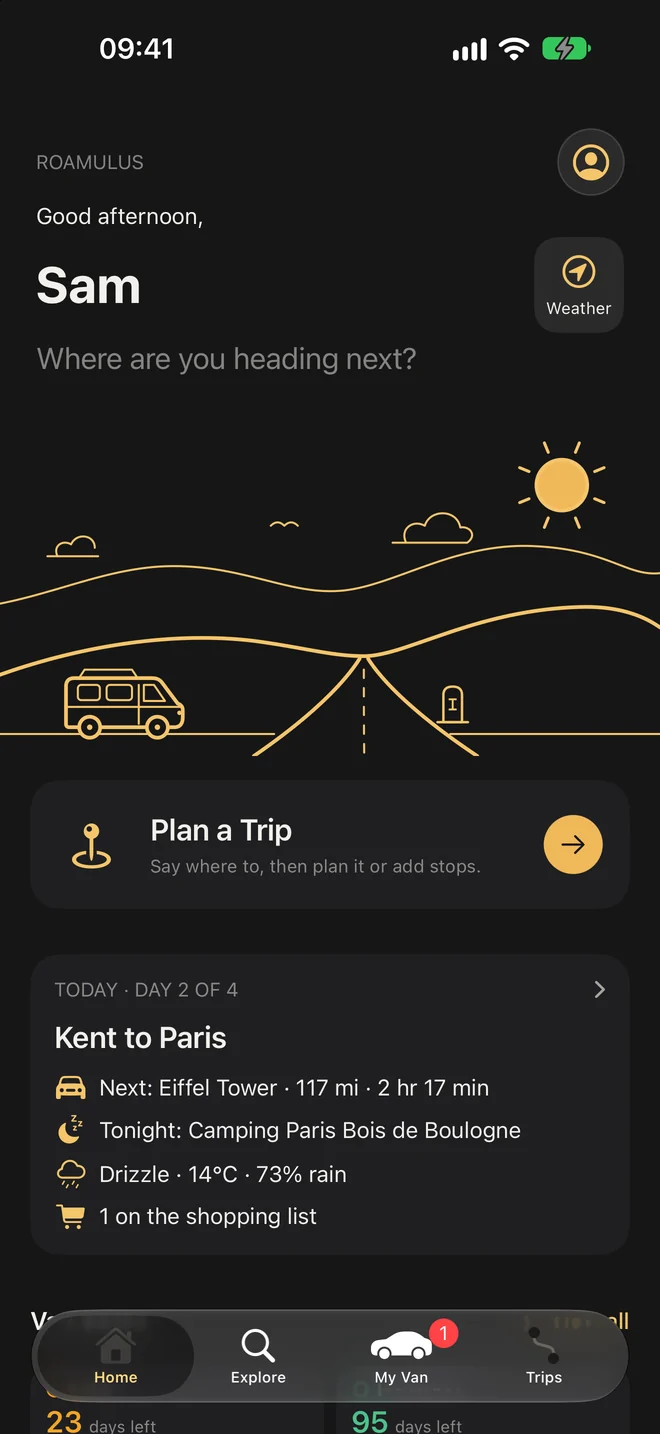 09:41
ROAMULUS
Good afternoon,
Sam
Weather
Where are you heading next?
Plan a Trip
Say where to, then plan it or add stops.
TODAY · DAY 2 OF 4
Kent to Paris
Next: Eiffel Tower · 117 mi · 2 hr 17 min
Tonight: Camping Paris Bois de Boulogne
Drizzle · 14°C · 73% rain
1 on the shopping list
1
Home
Explore
My Van
Trips
23 days left
95 days left